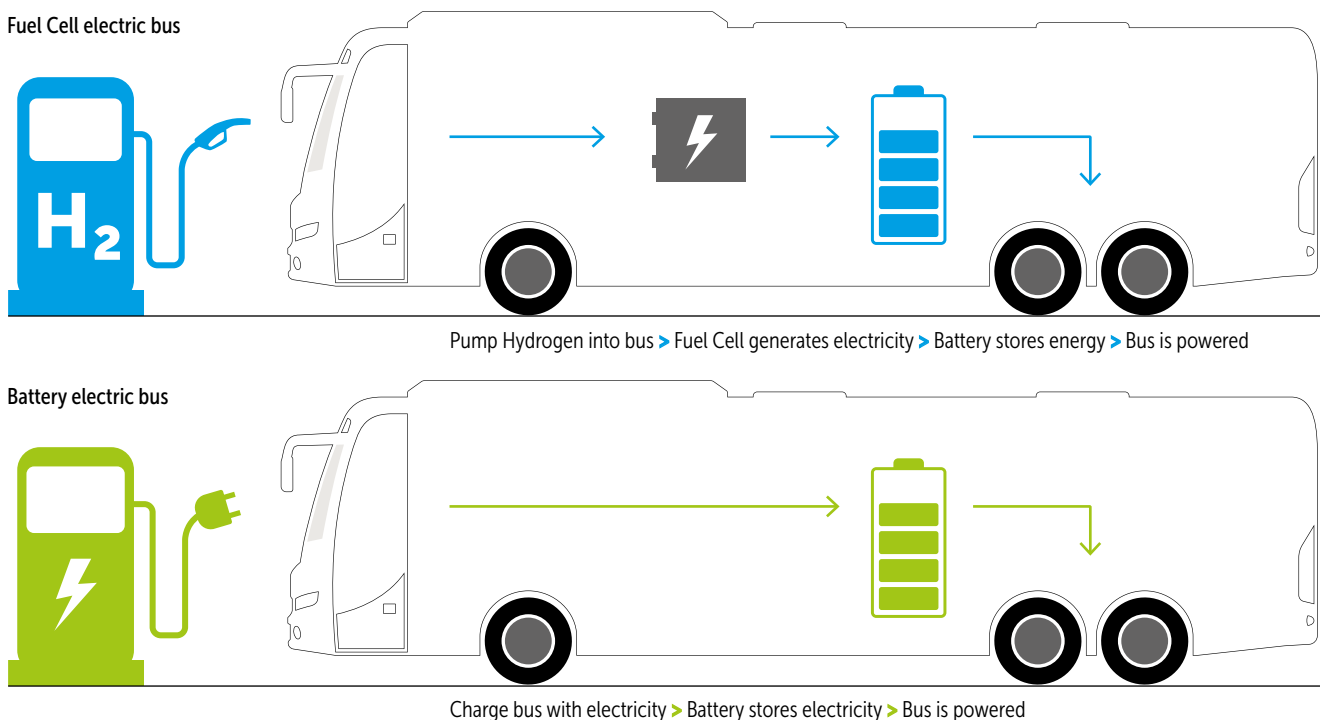 Fuel Cell electric bus
H2
Pump Hydrogen into bus > Fuel Cell generates electricity > Battery stores energy > Bus is powered
Battery electric bus
Charge bus with electricity > Battery stores electricity > Bus is powered